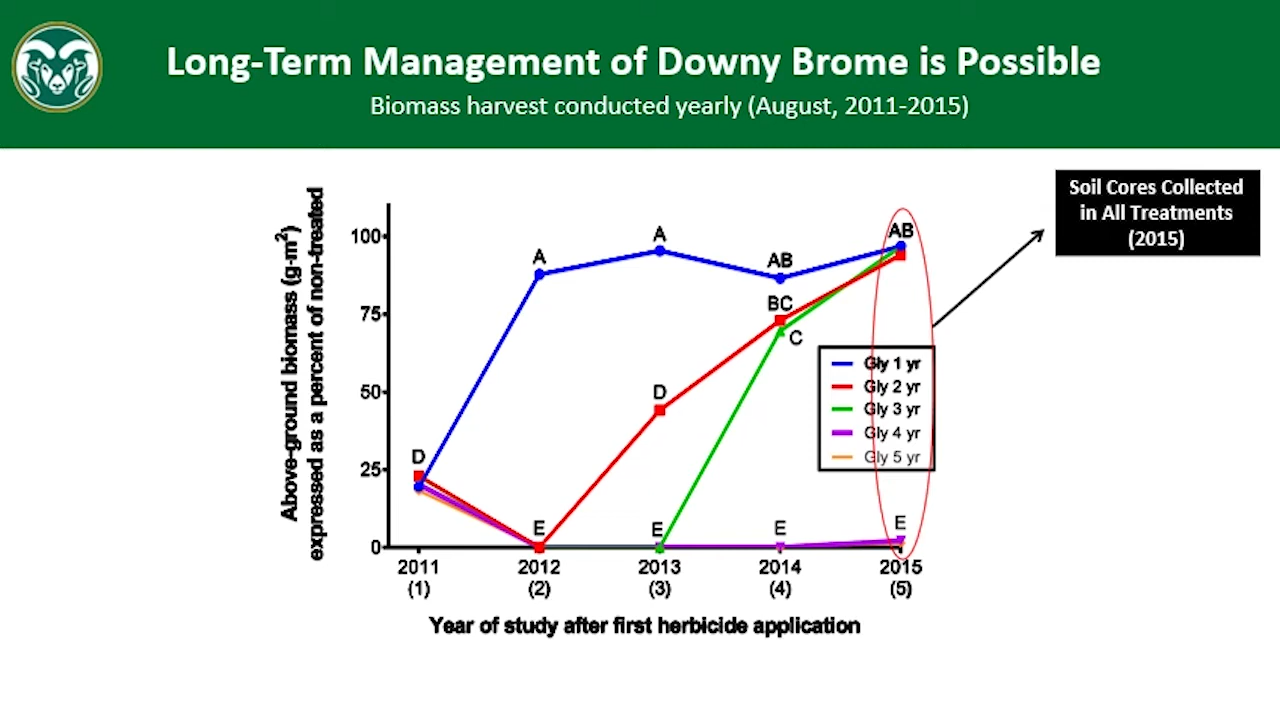 Long-Term Management of Downy Brome is Possible
Biomass harvest conducted yearly (August, 2011-2015)
Soil Cores Collected
in All Treatments
(2015)
Above-ground biomass (g·m²)
expressed as a percent of non-treated
100
75
50
25
0
A
A
AB
AB
BC
C
D
D
E
E
E
E
Gly 1 yr
Gly 2 yr
Gly 3 yr
Gly 4 yr
Gly 5 yr
2011 2012 2013 2014 2015
(1) (2) (3) (4) (5)
Year of study after first herbicide application